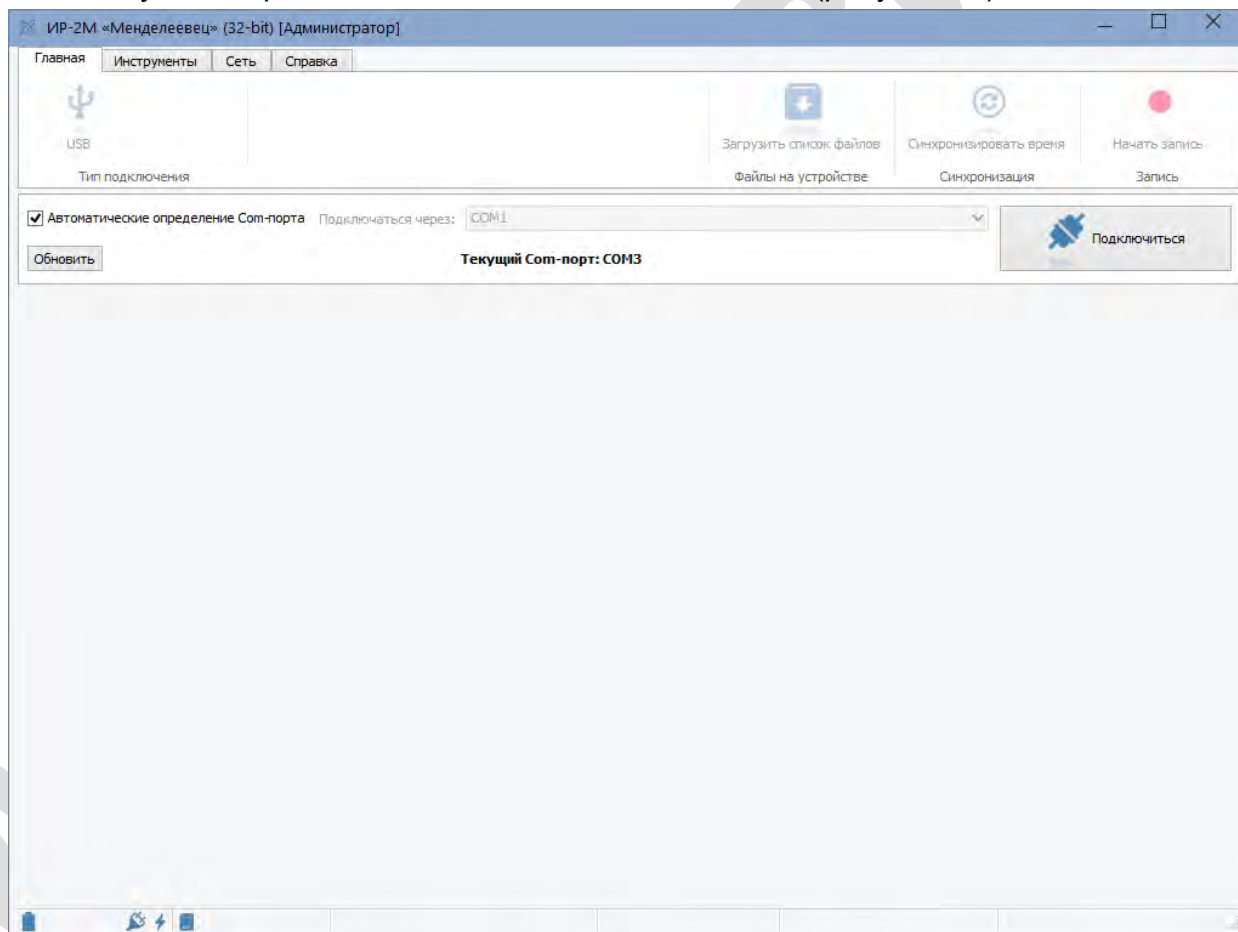 ИР-2М «Менделеевец» (32-bit) [Администратор]
Главная Инструменты Сеть Справка
USB Загрузить список файлов Синхронизировать время Начать запись
Тип подключения Файлы на устройстве Синхронизация Запись
Автоматические определение Com-порта Подключаться через: COM1
Подключиться
Обновить Текущий Com-порт: COM3